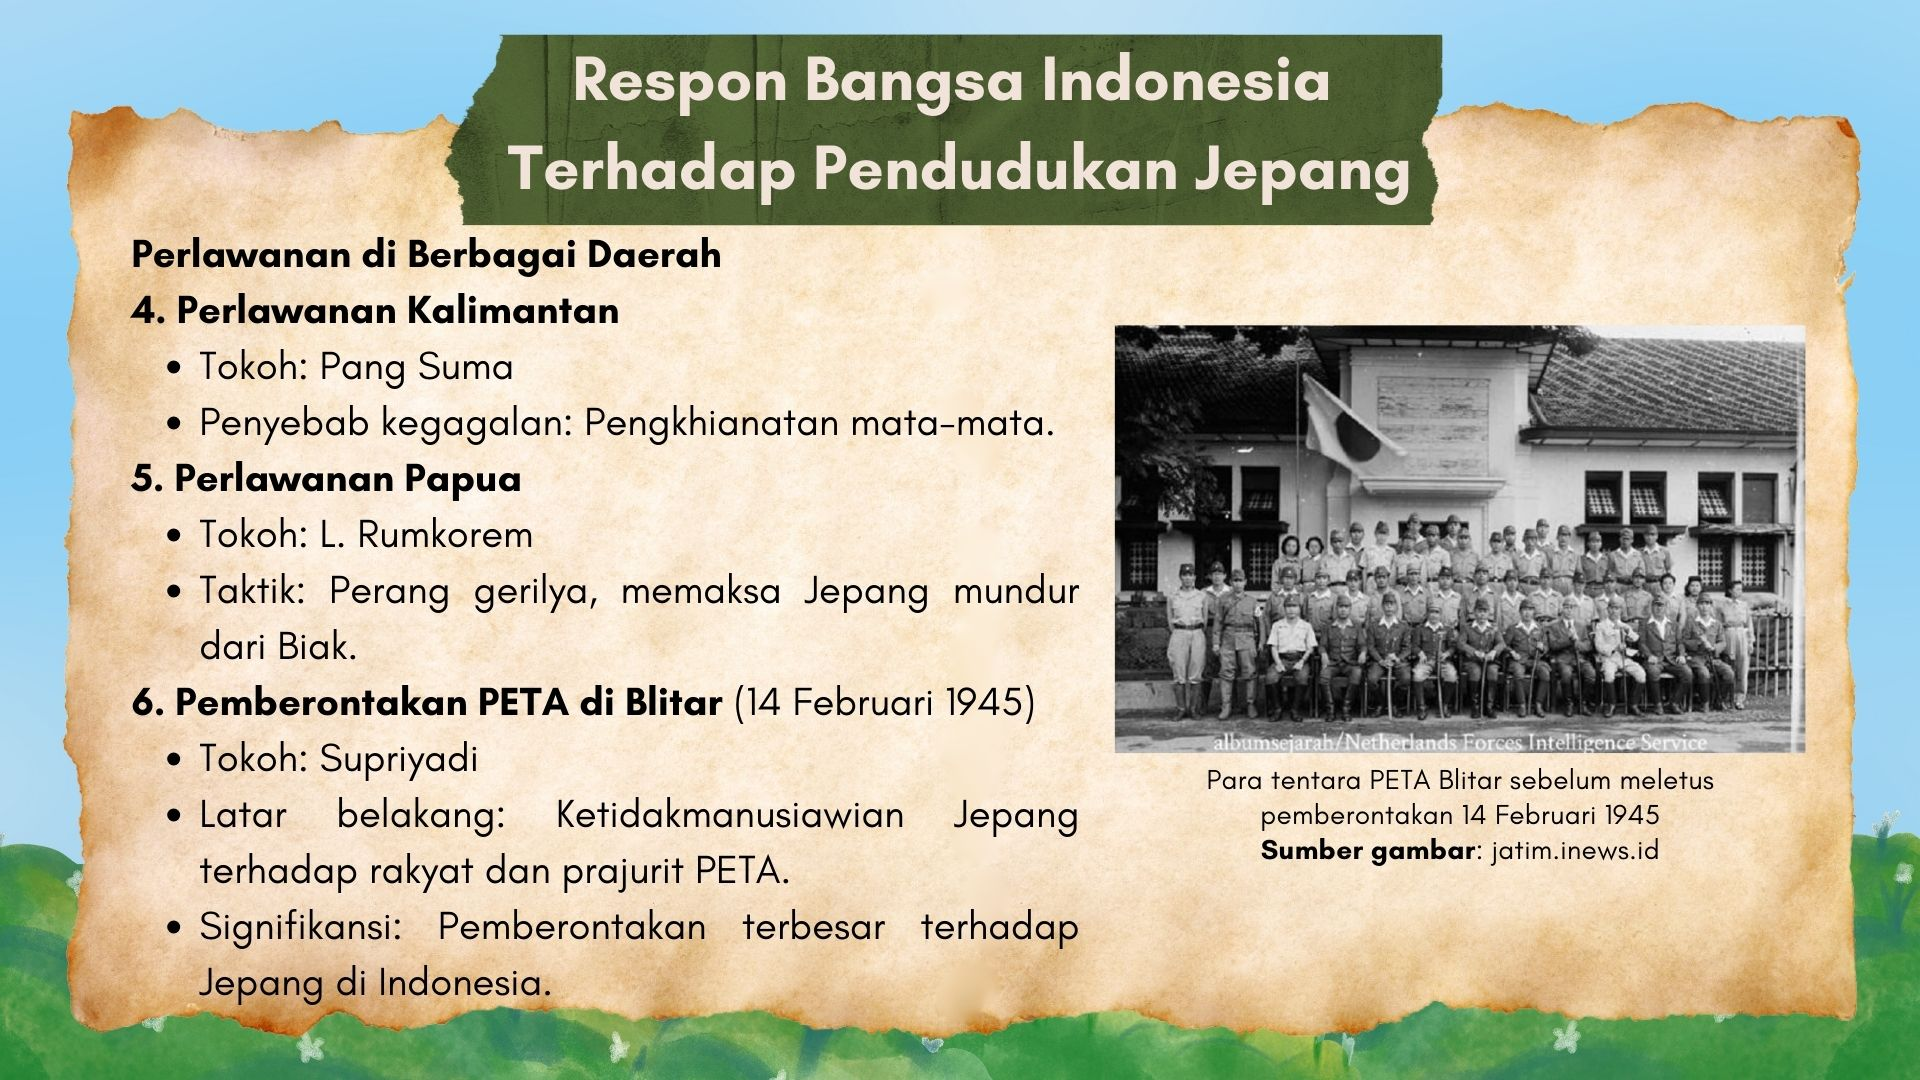 Respon Bangsa Indonesia
Terhadap Pendudukan Jepang
Perlawanan di Berbagai Daerah
4. Perlawanan Kalimantan
• Tokoh: Pang Suma
• Penyebab kegagalan: Pengkhianatan mata-mata.
5. Perlawanan Papua
• Tokoh: L. Rumkorem
• Taktik: Perang gerilya, memaksa Jepang mundur
dari Biak.
6. Pemberontakan PETA di Blitar (14 Februari 1945)
• Tokoh: Supriyadi
• Latar belakang: Ketidakmanusiawian Jepang
terhadap rakyat dan prajurit PETA.
• Signifikansi: Pemberontakan terbesar terhadap
Jepang di Indonesia.
albumsejarah/Netherlands Forces Intelligence Service
Para tentara PETA Blitar sebelum meletus
pemberontakan 14 Februari 1945
Sumber gambar: jatim.inews.id